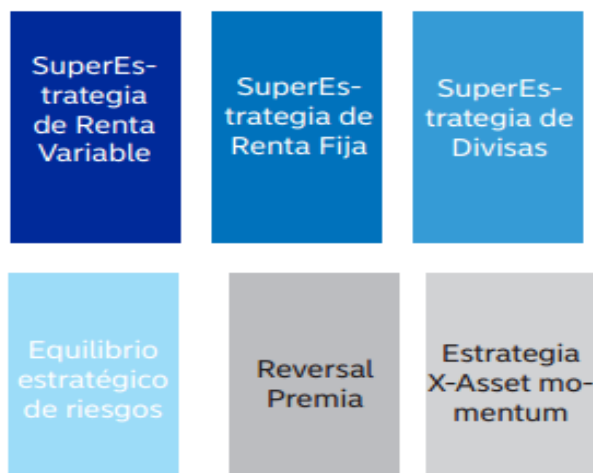 SuperEs-
trategia
de Renta
Variable
SuperEs-
trategia de
Renta Fija
SuperEs-
trategia de
Divisas
Equilibrio
estratégico
de riesgos
Reversal
Premia
Estrategia
X-Asset mo-
mentum